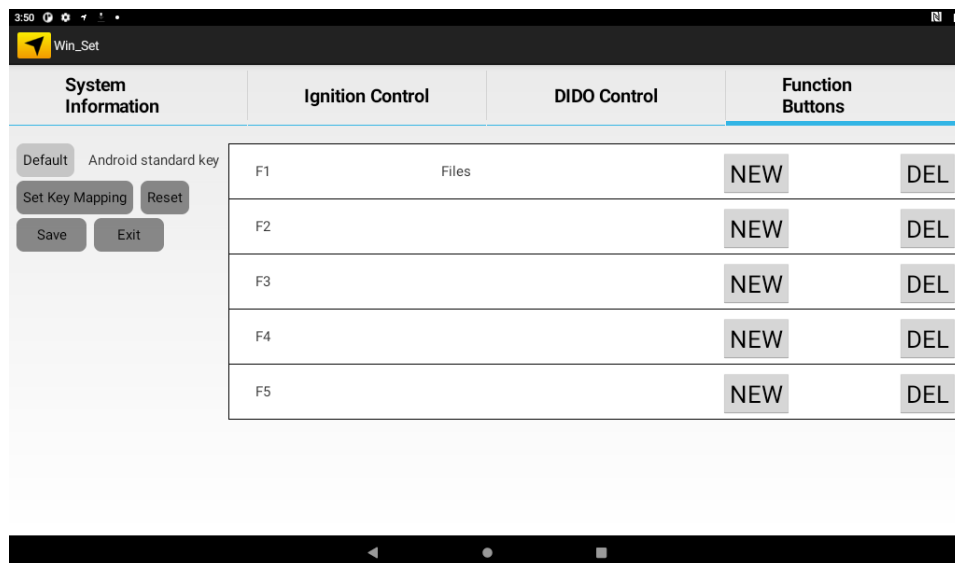 3:50
Win_Set
System Information
Ignition Control
DIDO Control
Function Buttons
Default Android standard key
Set Key Mapping Reset
Save Exit
F1 Files NEW DEL
F2 NEW DEL
F3 NEW DEL
F4 NEW DEL
F5 NEW DEL